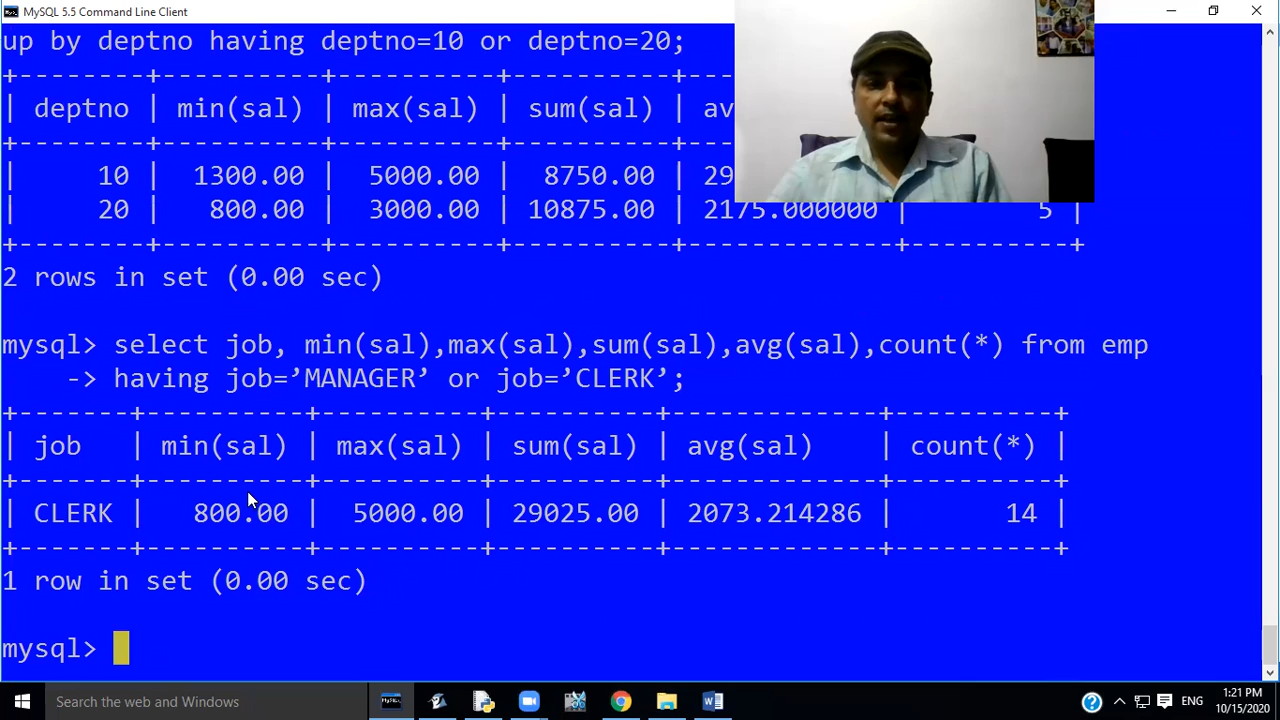 MySQL 5.5 Command Line Client
up by deptno having deptno=10 or deptno=20;
+--------+----------+----------+----------+--
| deptno | min(sal) | max(sal) | sum(sal) | av
+--------+----------+----------+----------+--
| 10 | 1300.00 | 5000.00 | 8750.00 | 29
| 20 | 800.00 | 3000.00 | 10875.00 | 2175.000000 | 5 |
+--------+----------+----------+----------+-------------+----------+
2 rows in set (0.00 sec)
mysql> select job, min(sal),max(sal),sum(sal),avg(sal),count(*) from emp
-> having job=’MANAGER’ or job=’CLERK’;
+-------+----------+----------+----------+-------------+----------+
| job | min(sal) | max(sal) | sum(sal) | avg(sal) | count(*) |
+-------+----------+----------+----------+-------------+----------+
| CLERK | 800.00 | 5000.00 | 29025.00 | 2073.214286 | 14 |
+-------+----------+----------+----------+-------------+----------+
1 row in set (0.00 sec)
mysql>
Search the web and Windows
ENG
1:21 PM
10/15/2020